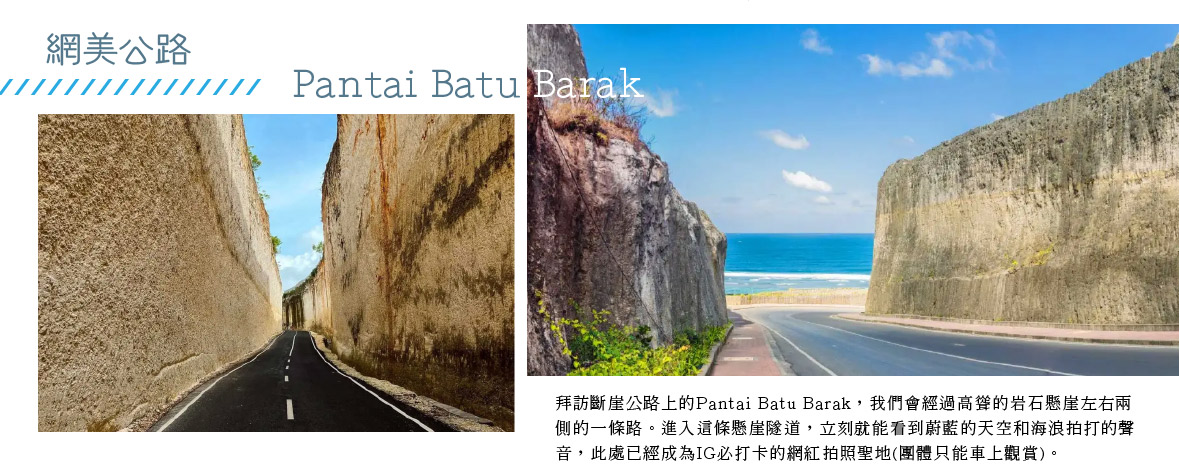 網美公路
Pantai Batu Barak
拜訪斷崖公路上的Pantai Batu Barak，我們會經過高聳的岩石懸崖左右兩
側的一條路。進入這條懸崖隧道，立刻就能看到蔚藍的天空和海浪拍打的聲
音，此處已經成為IG必打卡的網紅拍照聖地(團體只能車上觀賞)。